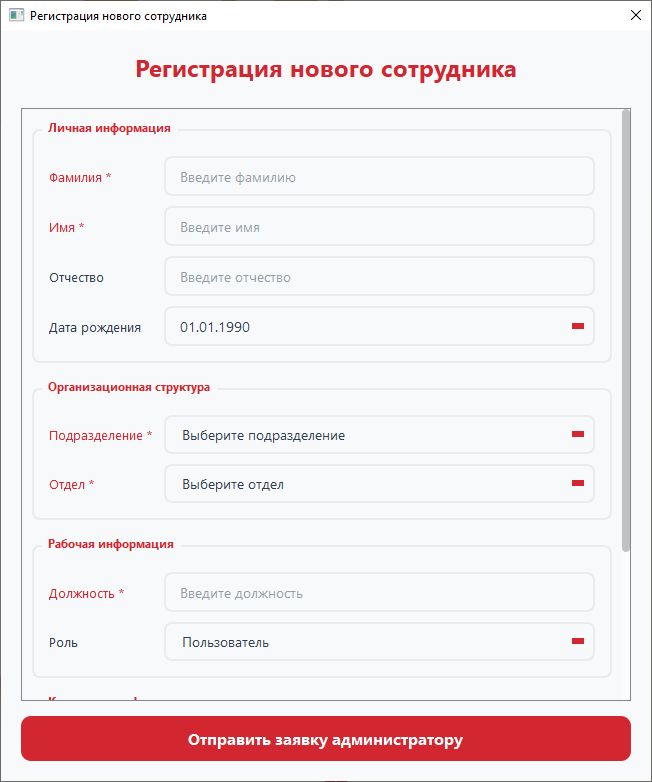 Регистрация нового сотрудника
Регистрация нового сотрудника
Личная информация
Фамилия *
Введите фамилию
Имя *
Введите имя
Отчество
Введите отчество
Дата рождения
01.01.1990
Организационная структура
Подразделение *
Выберите подразделение
Отдел *
Выберите отдел
Рабочая информация
Должность *
Введите должность
Роль
Пользователь
Отправить заявку администратору